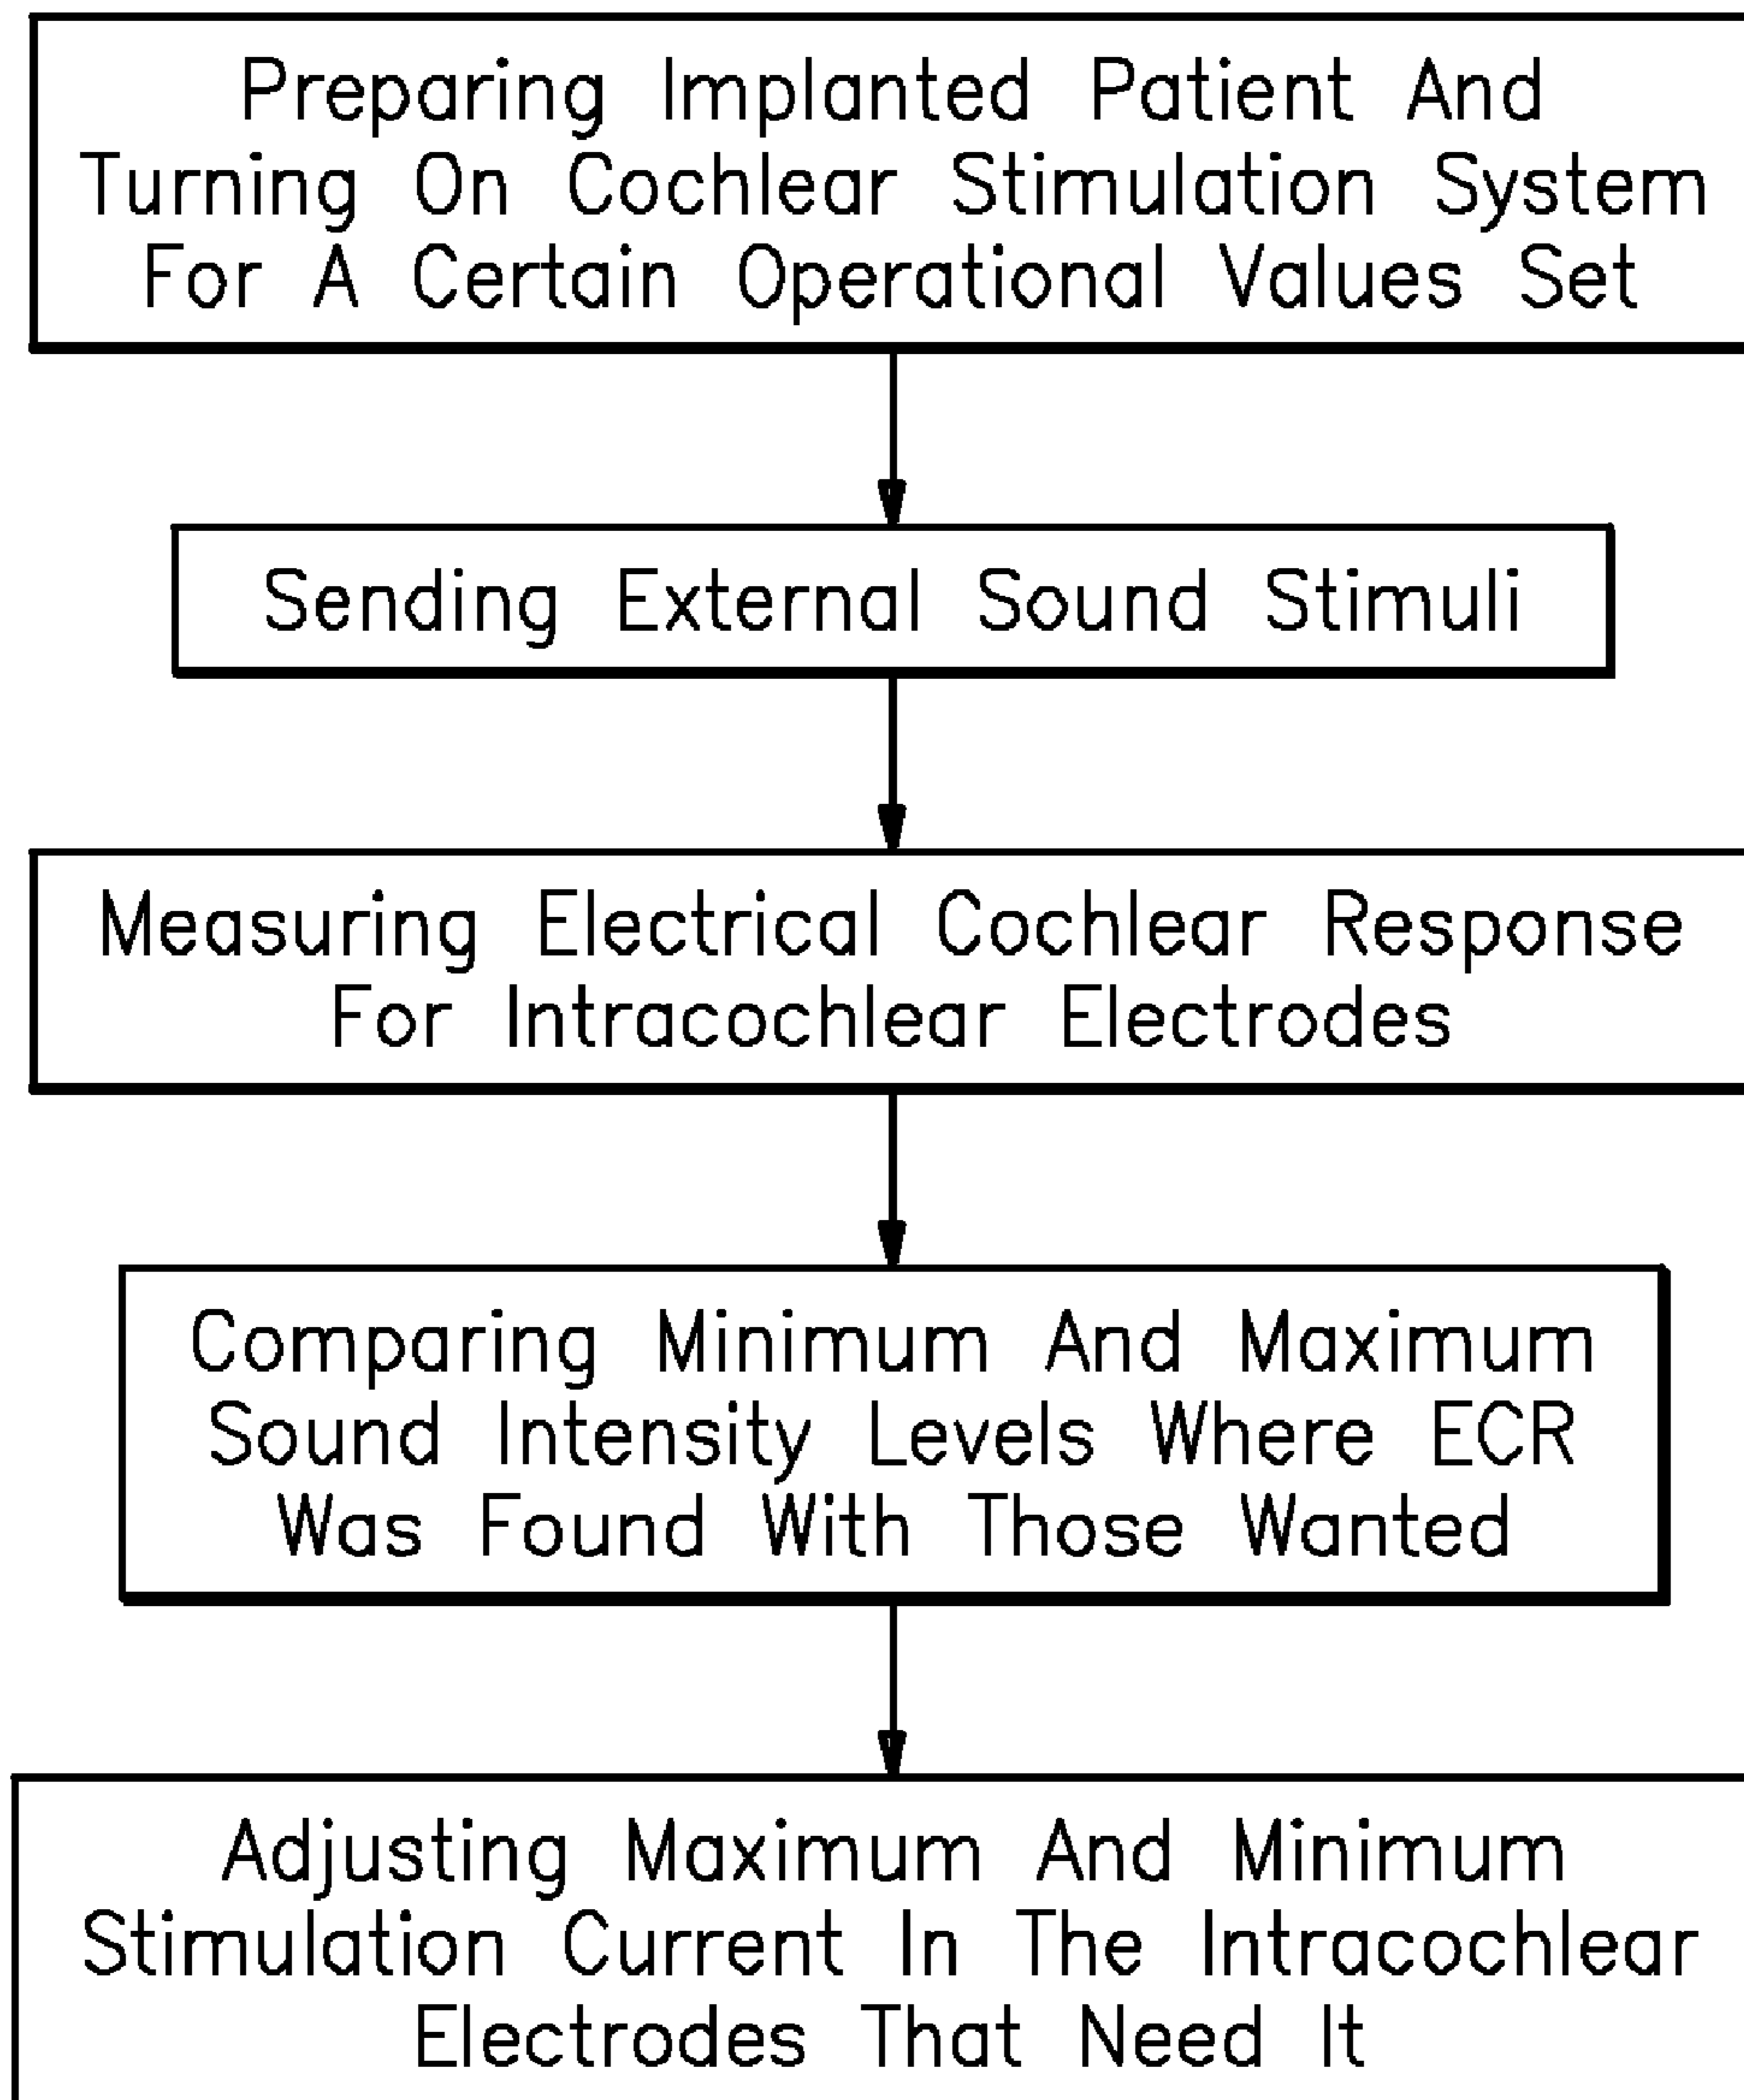 Preparing Implanted Patient And
Turning On Cochlear Stimulation System
For A Certain Operational Values Set
Sending External Sound Stimuli
Measuring Electrical Cochlear Response
For Intracochlear Electrodes
Comparing Minimum And Maximum
Sound Intensity Levels Where ECR
Was Found With Those Wanted
Adjusting Maximum And Minimum
Stimulation Current In The Intracochlear
Electrodes That Need It